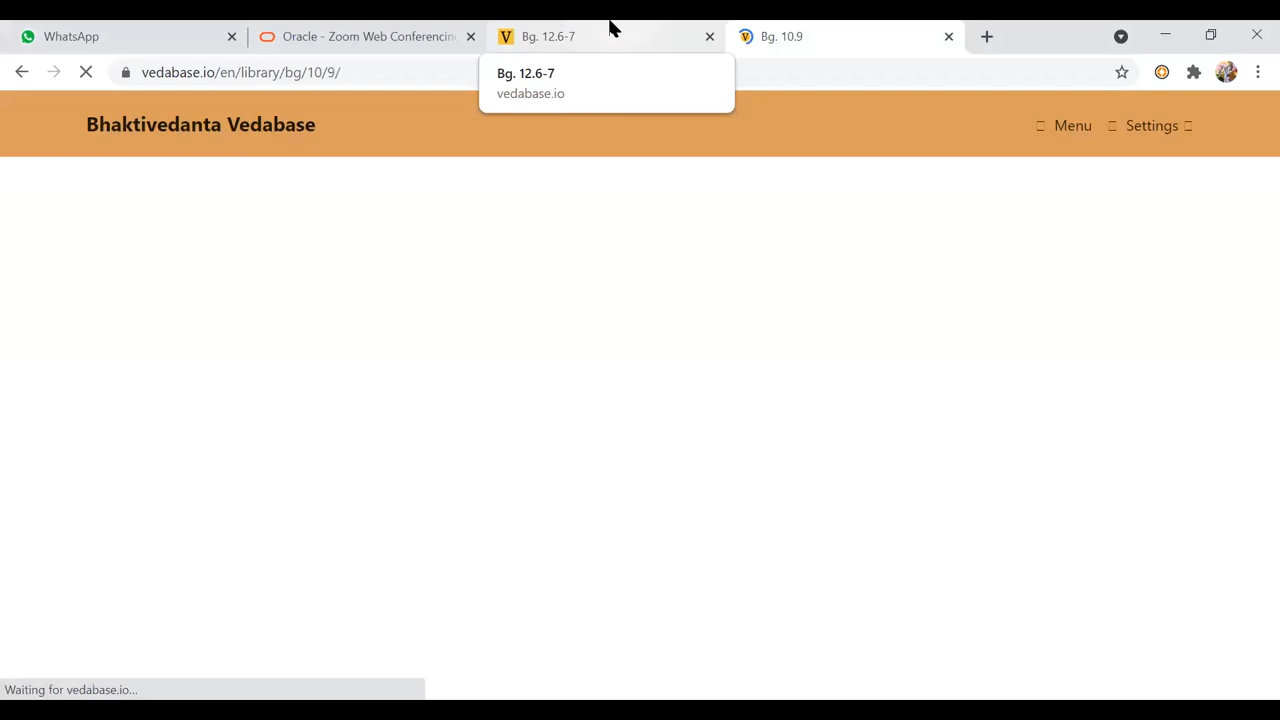 WhatsApp
Oracle - Zoom Web Conferencin
V Bg. 12.6-7
V Bg. 10.9
vedabase.io/en/library/bg/10/9/
Bg. 12.6-7
vedabase.io
Bhaktivedanta Vedabase
Menu
Settings
Waiting for vedabase.io...